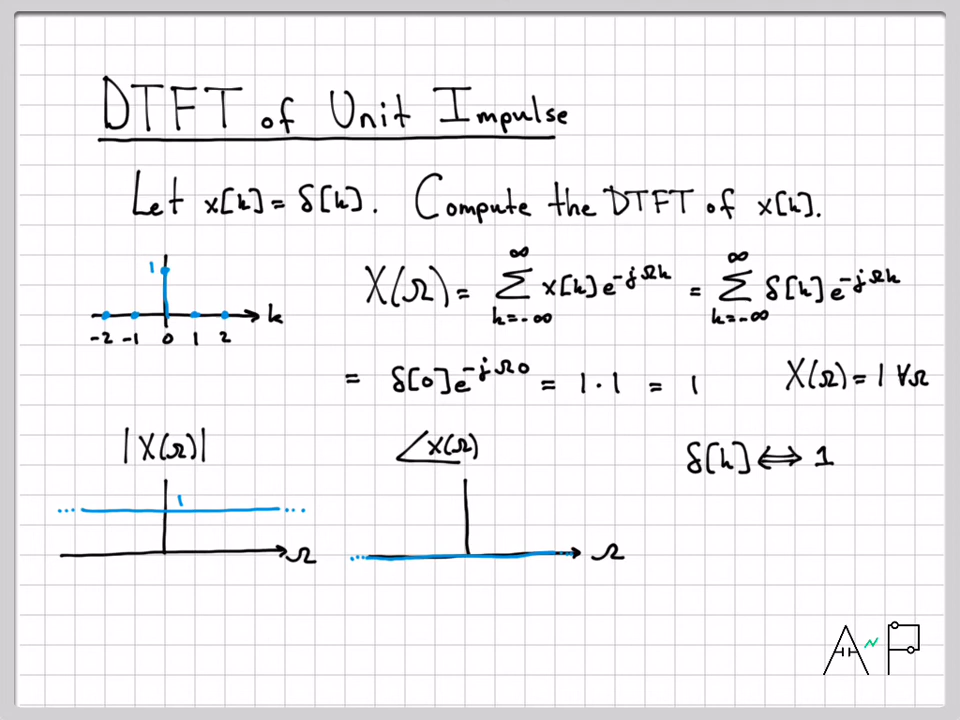 DTFT of Unit Impulse
Let x[k] = δ[k]. Compute the DTFT of x[k].
1
k
-2 -1 0 1 2
X(Ω) = ∞ Σ k=-∞ x[k]e^-jΩk = ∞ Σ k=-∞ δ[k]e^-jΩk
= δ[0]e^-jΩ0 = 1·1 = 1
X(Ω) = 1 ∀Ω
|X(Ω)|
∠X(Ω)
δ[k] ⟺ 1
1
Ω
Ω
A P